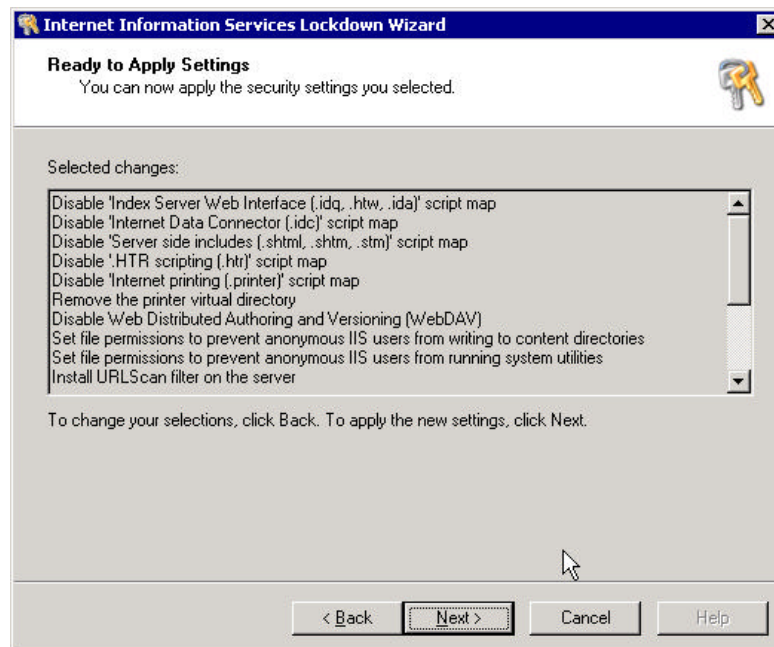 Internet Information Services Lockdown Wizard
Ready to Apply Settings
You can now apply the security settings you selected.
Selected changes:
Disable 'Index Server Web Interface (.idq, .htw, .ida)' script map
Disable 'Internet Data Connector (.idc)' script map
Disable 'Server side includes (.shtml, .shtm, .stm)' script map
Disable '.HTR scripting (.htr)' script map
Disable 'Internet printing (.printer)' script map
Remove the printer virtual directory
Disable Web Distributed Authoring and Versioning (WebDAV)
Set file permissions to prevent anonymous IIS users from writing to content directories
Set file permissions to prevent anonymous IIS users from running system utilities
Install URLScan filter on the server
To change your selections, click Back. To apply the new settings, click Next.
< Back Next > Cancel Help